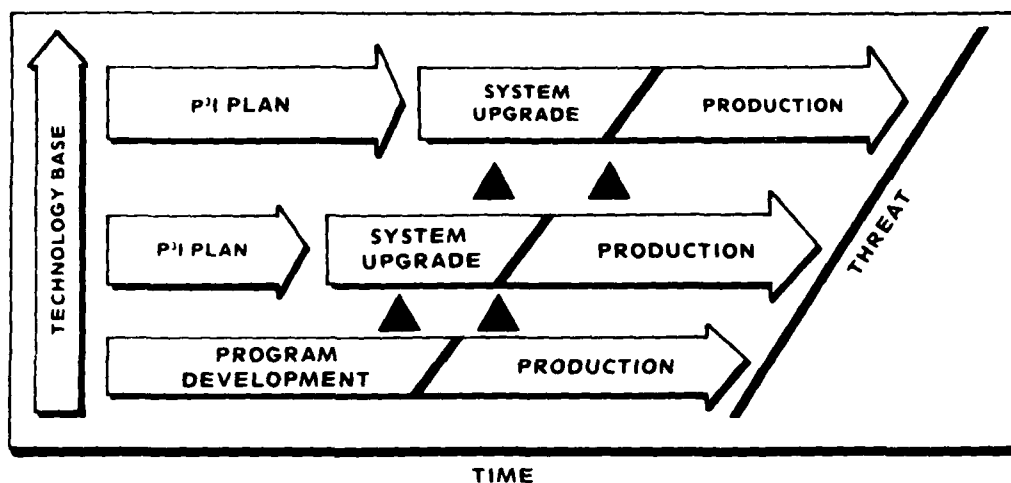 TECHNOLOGY BASE
P³I PLAN
SYSTEM
UPGRADE
PRODUCTION
P³I PLAN
SYSTEM
UPGRADE
PRODUCTION
THREAT
PROGRAM
DEVELOPMENT
PRODUCTION
TIME